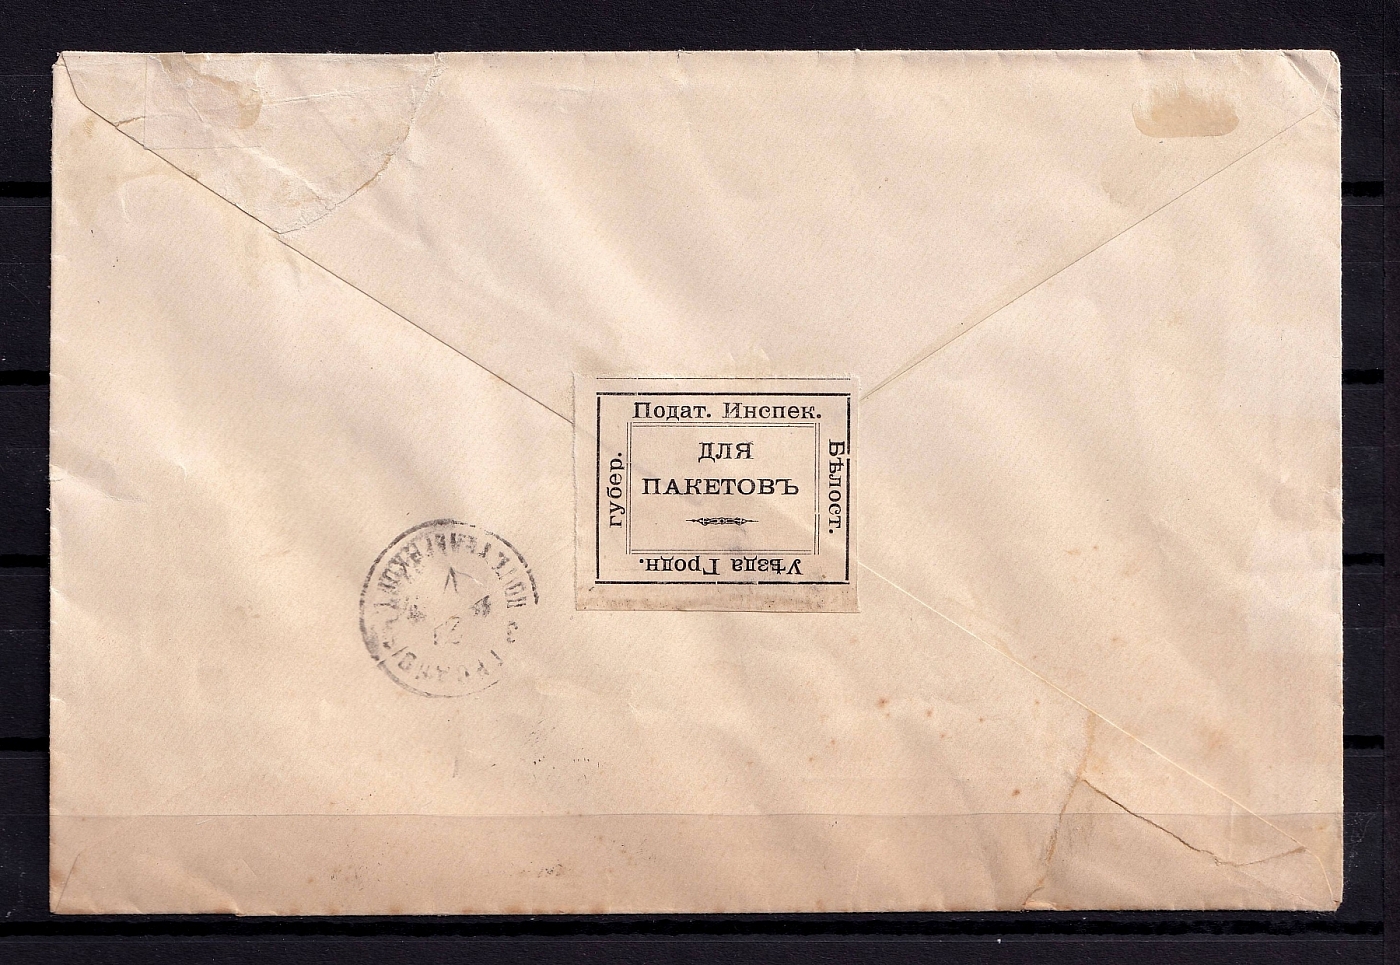 Подат. Инспек.
Бѣлост.
Уѣзда Гродн.
губер.
ДЛЯ
ПАКЕТОВЪ